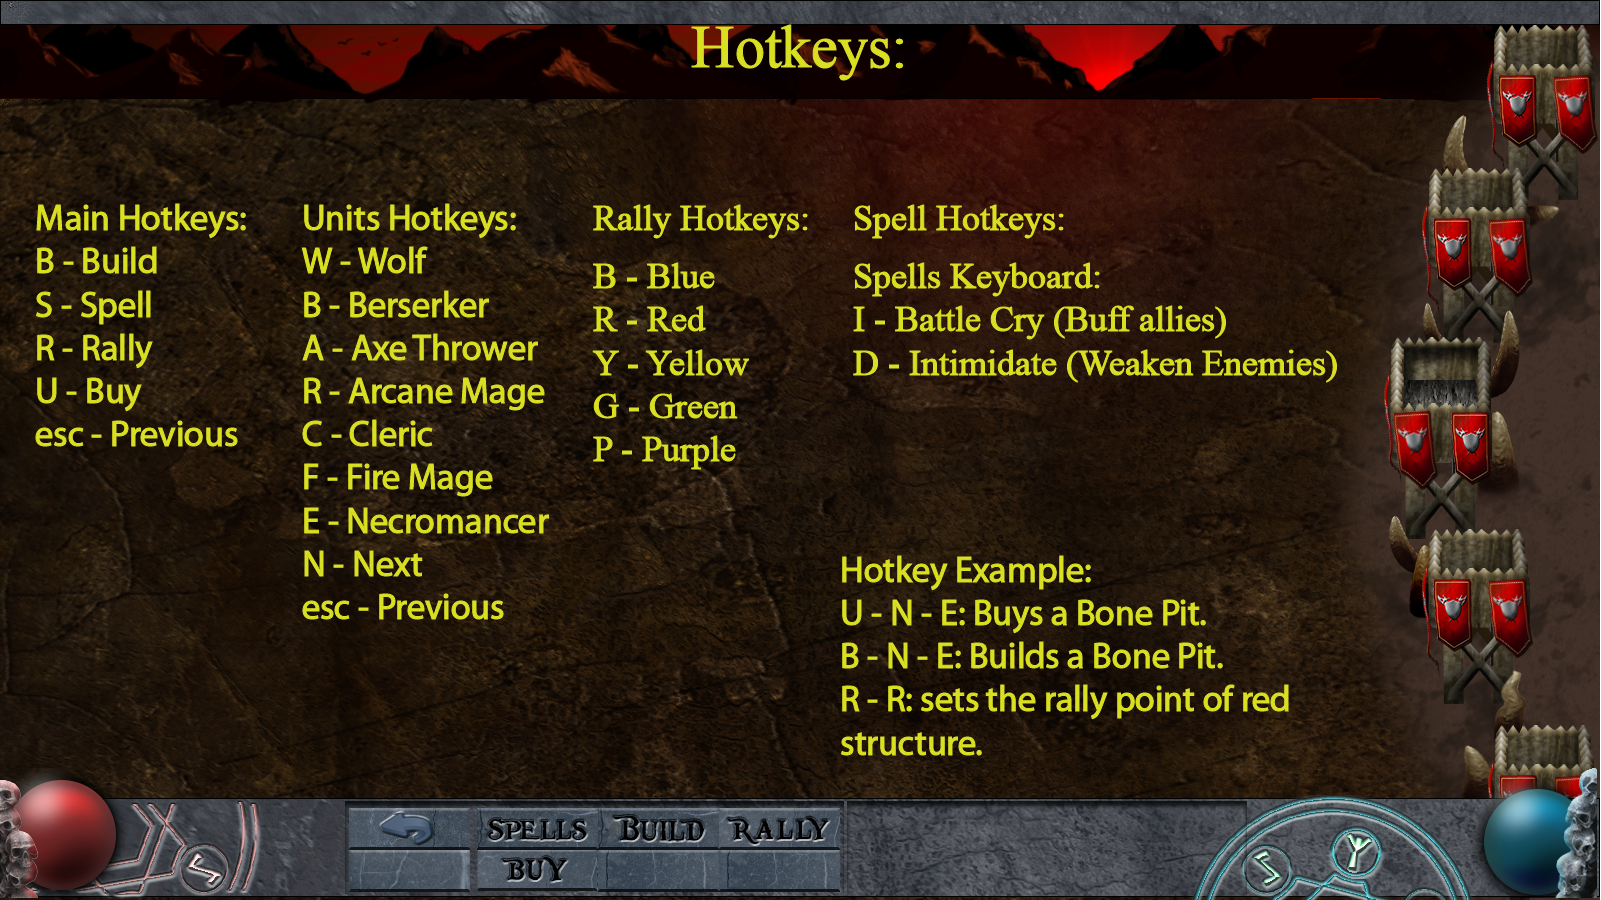 Hotkeys:
Main Hotkeys:
B - Build
S - Spell
R - Rally
U - Buy
esc - Previous
Units Hotkeys:
W - Wolf
B - Berserker
A - Axe Thrower
R - Arcane Mage
C - Cleric
F - Fire Mage
E - Necromancer
N - Next
esc - Previous
Rally Hotkeys:
B - Blue
R - Red
Y - Yellow
G - Green
P - Purple
Spell Hotkeys:
Spells Keyboard:
I - Battle Cry (Buff allies)
D - Intimidate (Weaken Enemies)
Hotkey Example:
U - N - E: Buys a Bone Pit.
B - N - E: Builds a Bone Pit.
R - R: sets the rally point of red
structure.
SPELLS BUILD RALLY
BUY